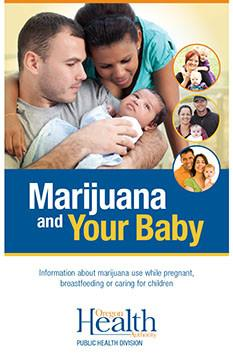 Marijuana
and Your Baby
Information about marijuana use while pregnant,
breastfeeding or caring for children
Oregon
Health
Authority
PUBLIC HEALTH DIVISION